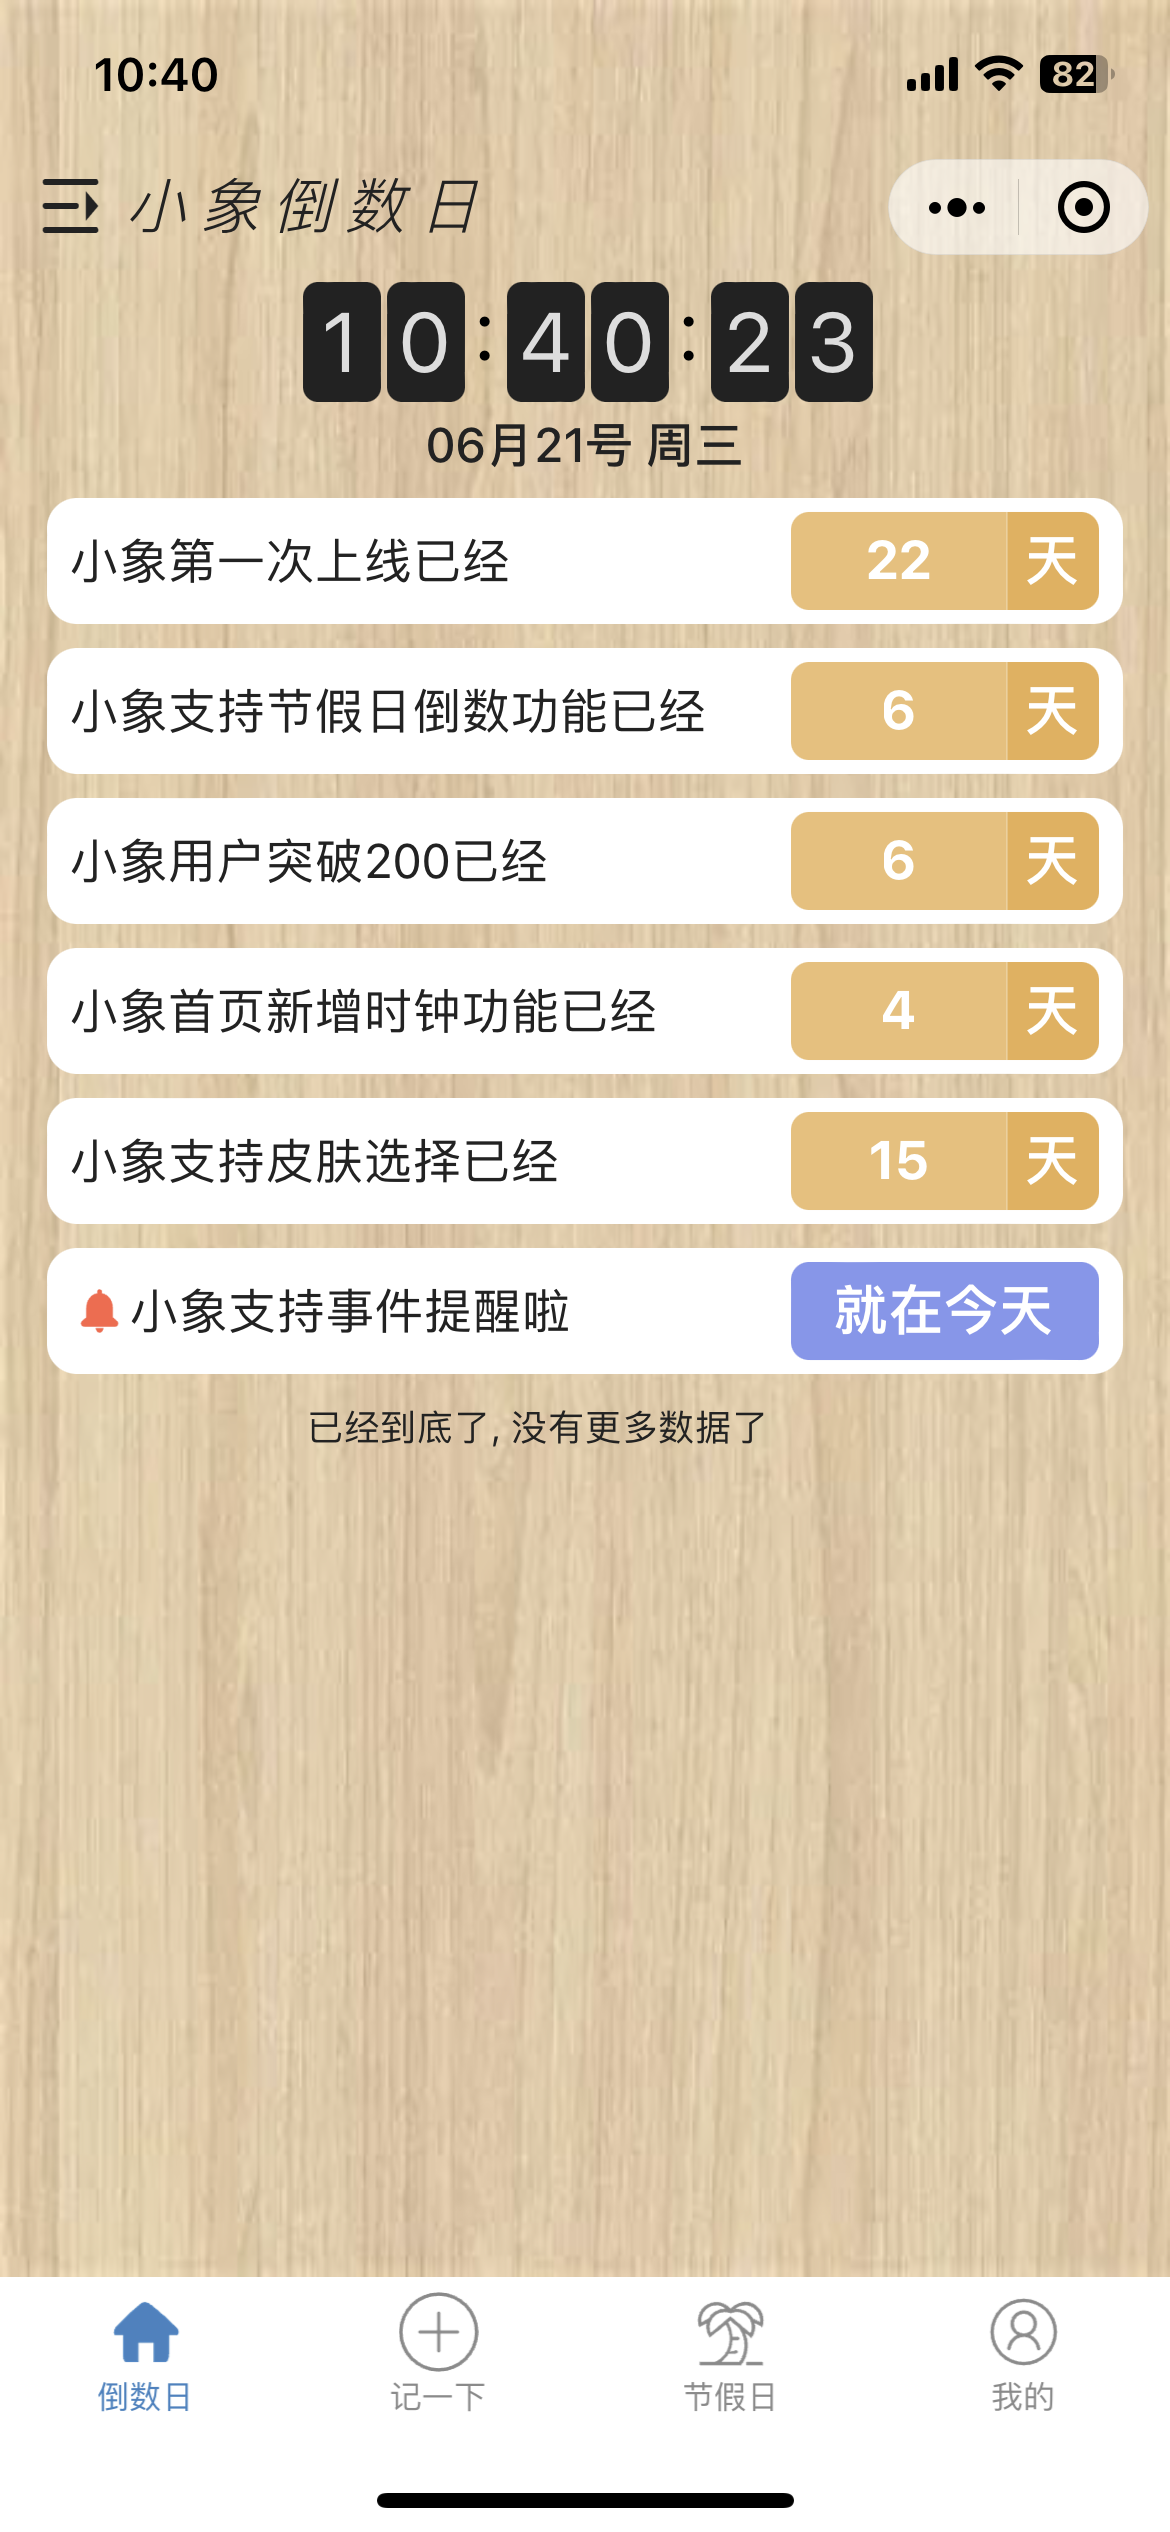 10:40
82
小象倒数日
10:40:23
06月21号 周三
小象第一次上线已经 22 天
小象支持节假日倒数功能已经 6 天
小象用户突破200已经 6 天
小象首页新增时钟功能已经 4 天
小象支持皮肤选择已经 15 天
小象支持事件提醒啦 就在今天
已经到底了, 没有更多数据了
倒数日 记一下 节假日 我的